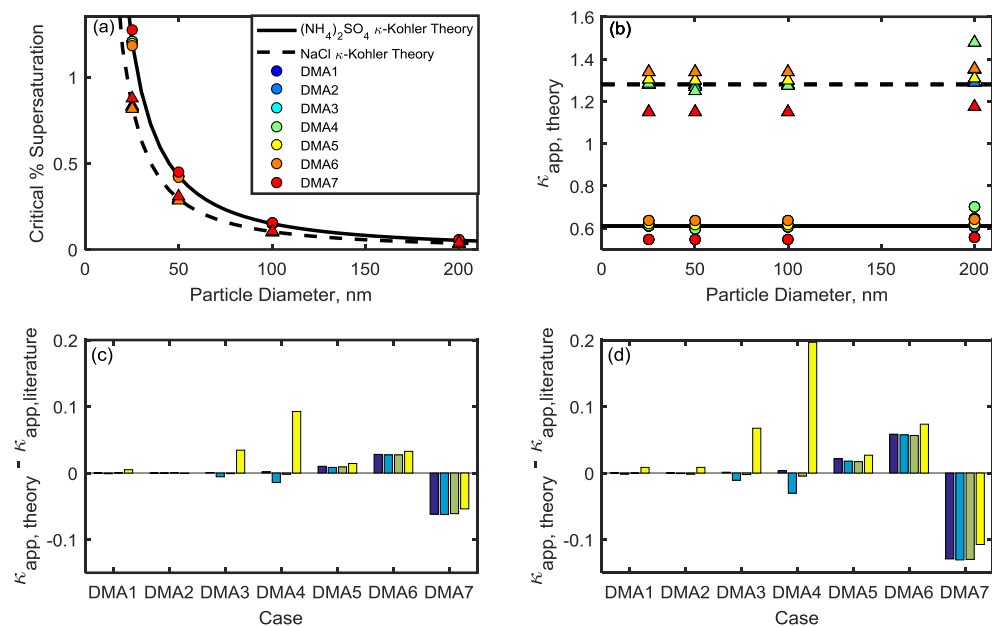 (a)
Critical % Supersaturation
1
0.5
0
0
50
100
150
200
Particle Diameter, nm
(NH4)2SO4 κ-Kohler Theory
NaCl κ-Kohler Theory
DMA1
DMA2
DMA3
DMA4
DMA5
DMA6
DMA7
(b)
κapp, theory
1.6
1.4
1.2
1
0.8
0.6
0.4
0
50
100
150
200
Particle Diameter, nm
(c)
κapp, theory - κapp,literature
0.2
0.1
0
-0.1
DMA1 DMA2 DMA3 DMA4 DMA5 DMA6 DMA7
Case
(d)
κapp, theory - κapp,literature
0.2
0.1
0
-0.1
DMA1 DMA2 DMA3 DMA4 DMA5 DMA6 DMA7
Case